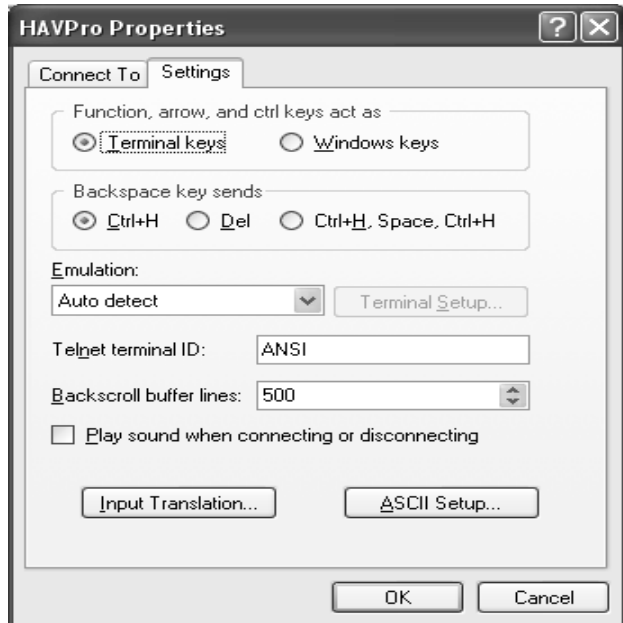 HAVPro Properties
Connect To Settings
Function, arrow, and ctrl keys act as
Terminal keys Windows keys
Backspace key sends
Ctrl+H Del Ctrl+H, Space, Ctrl+H
Emulation:
Auto detect Terminal Setup...
Telnet terminal ID: ANSI
Backscroll buffer lines: 500
Play sound when connecting or disconnecting
Input Translation... ASCII Setup...
OK Cancel